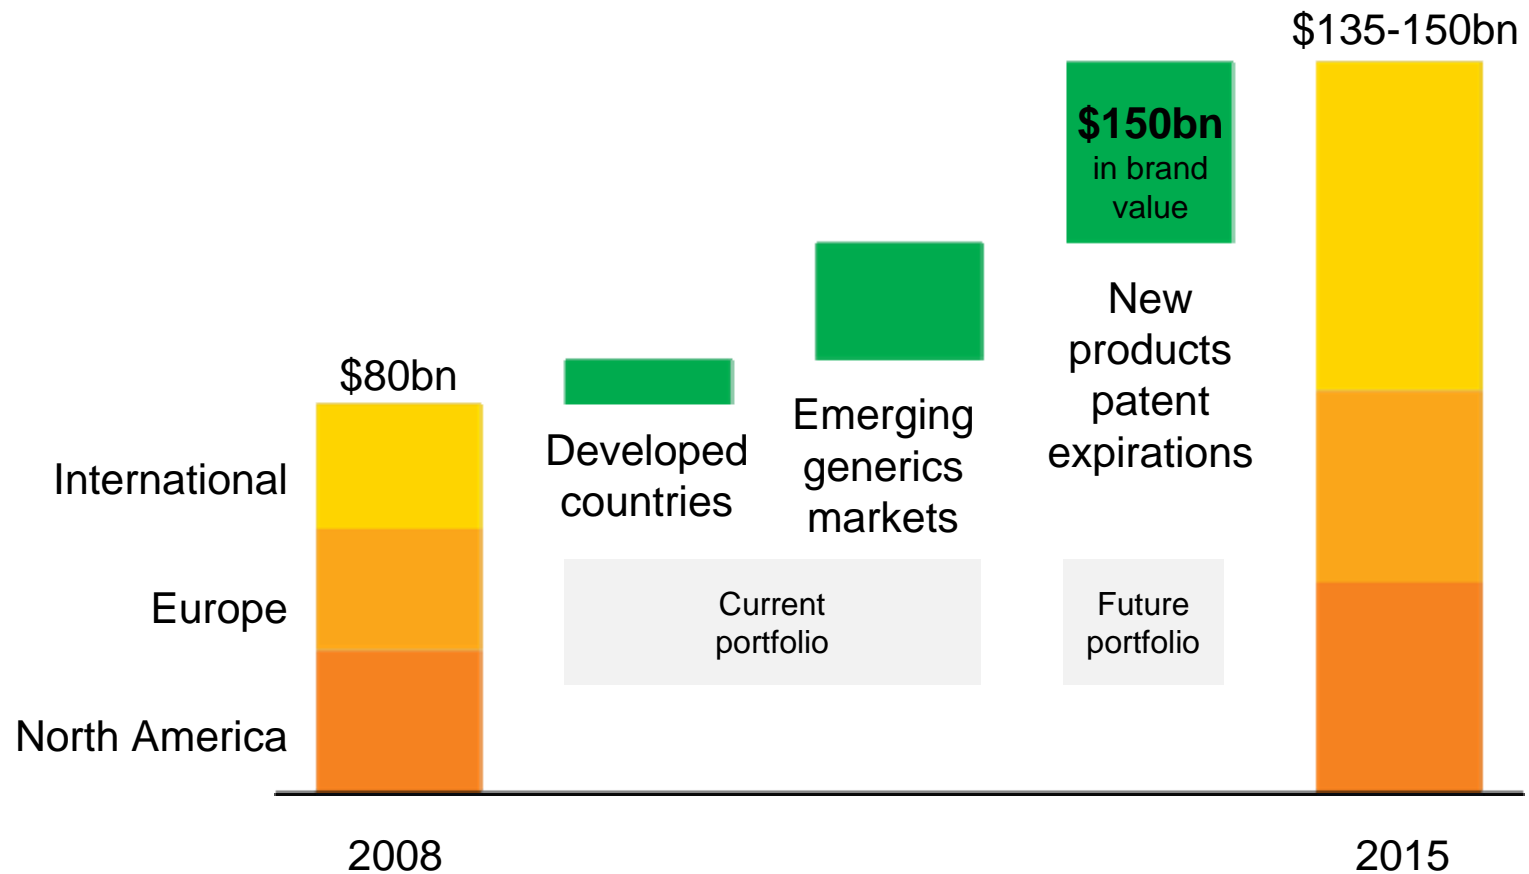 $135-150bn
$150bn
in brand
value
New
products
patent
expirations
$80bn
Emerging
generics
markets
Developed
countries
International
Europe
North America
Current
portfolio
Future
portfolio
2008
2015